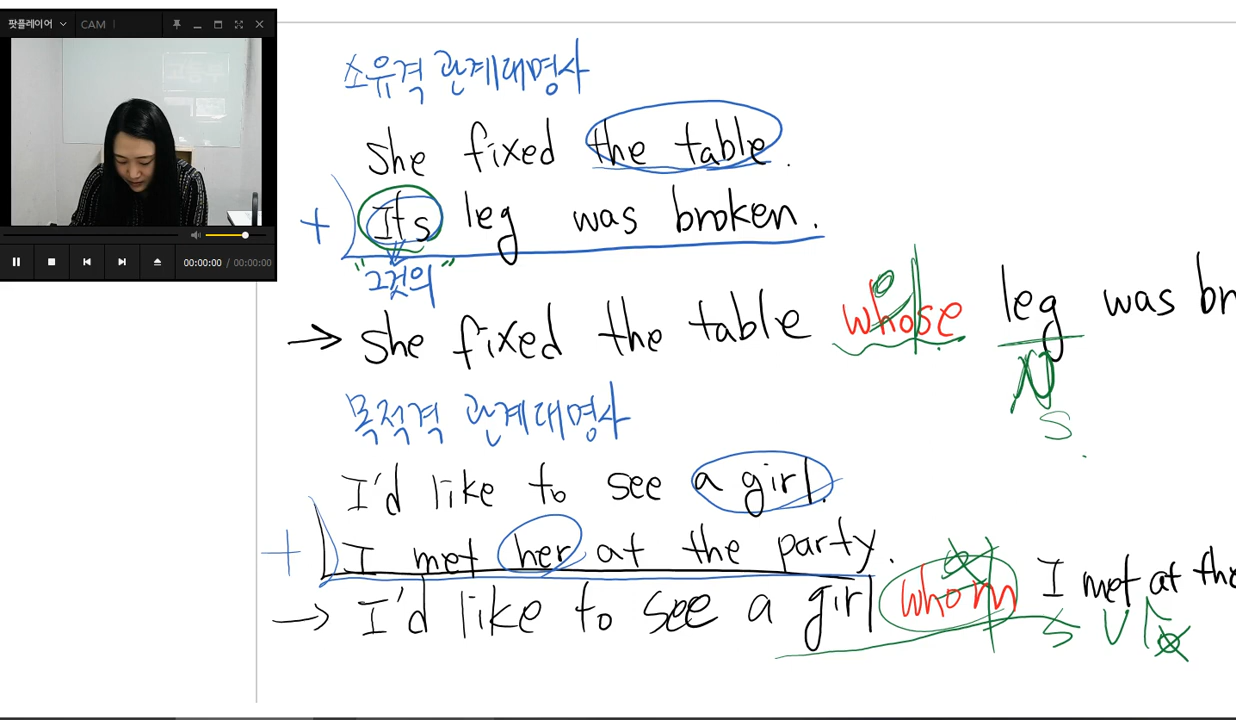 팟플레이어 CAM
00:00:00 / 00:00:00
소유격 관계대명사
She fixed the table.
+ Its leg was broken.
"그것의"
→ She fixed the table whose leg was br
N
S
목적격 관계대명사
I'd like to see a girl.
+ I met her at the party.
→ I'd like to see a girl whom I met at the
S V